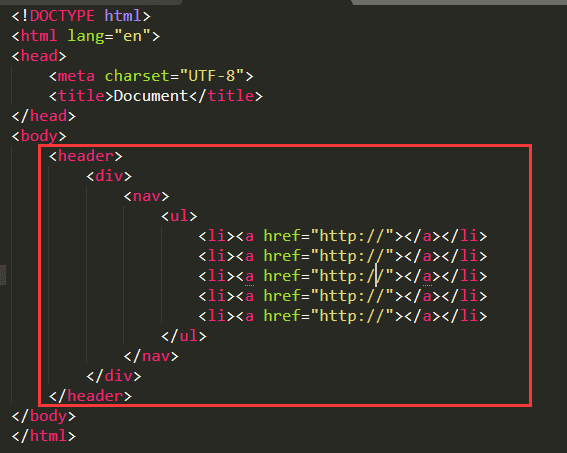 <!DOCTYPE html>
<html lang="en">
<head>
    <meta charset="UTF-8">
    <title>Document</title>
</head>
<body>
    <header>
        <div>
            <nav>
                <ul>
                    <li><a href="http://"></a></li>
                    <li><a href="http://"></a></li>
                    <li><a href="http://"></a></li>
                    <li><a href="http://"></a></li>
                    <li><a href="http://"></a></li>
                </ul>
            </nav>
        </div>
    </header>
</body>
</html>